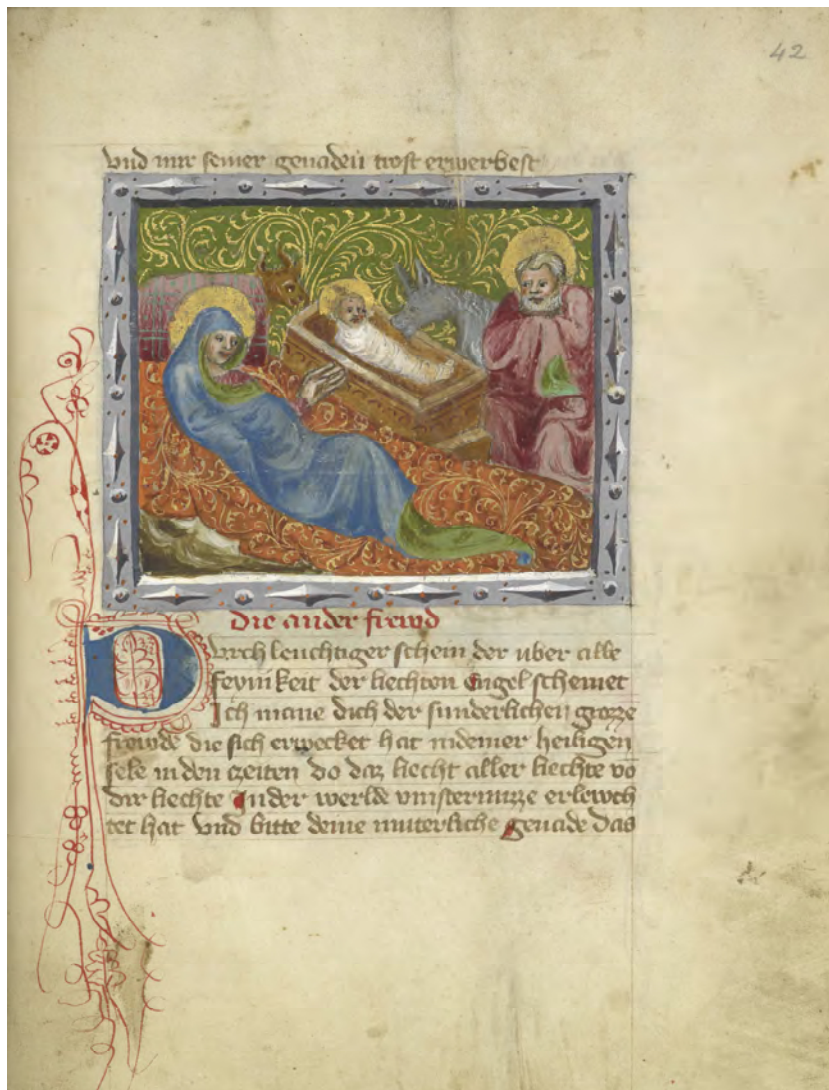 42
vnd mir seiner genaden trost erwerbest
die ander frewd
Durch leuchtiger schein der vber alle
feyni keit der liechten Engel scheinet
Ich mane dich der sunderlichen grozze
frewde die sich erwecket hat in deiner heiligen
sele in den czeiten do daz liecht aller liechte vo
dir liechte In der werlde vinsternuzze erlewch
tet hat vnd bitte deine muterliche genade das